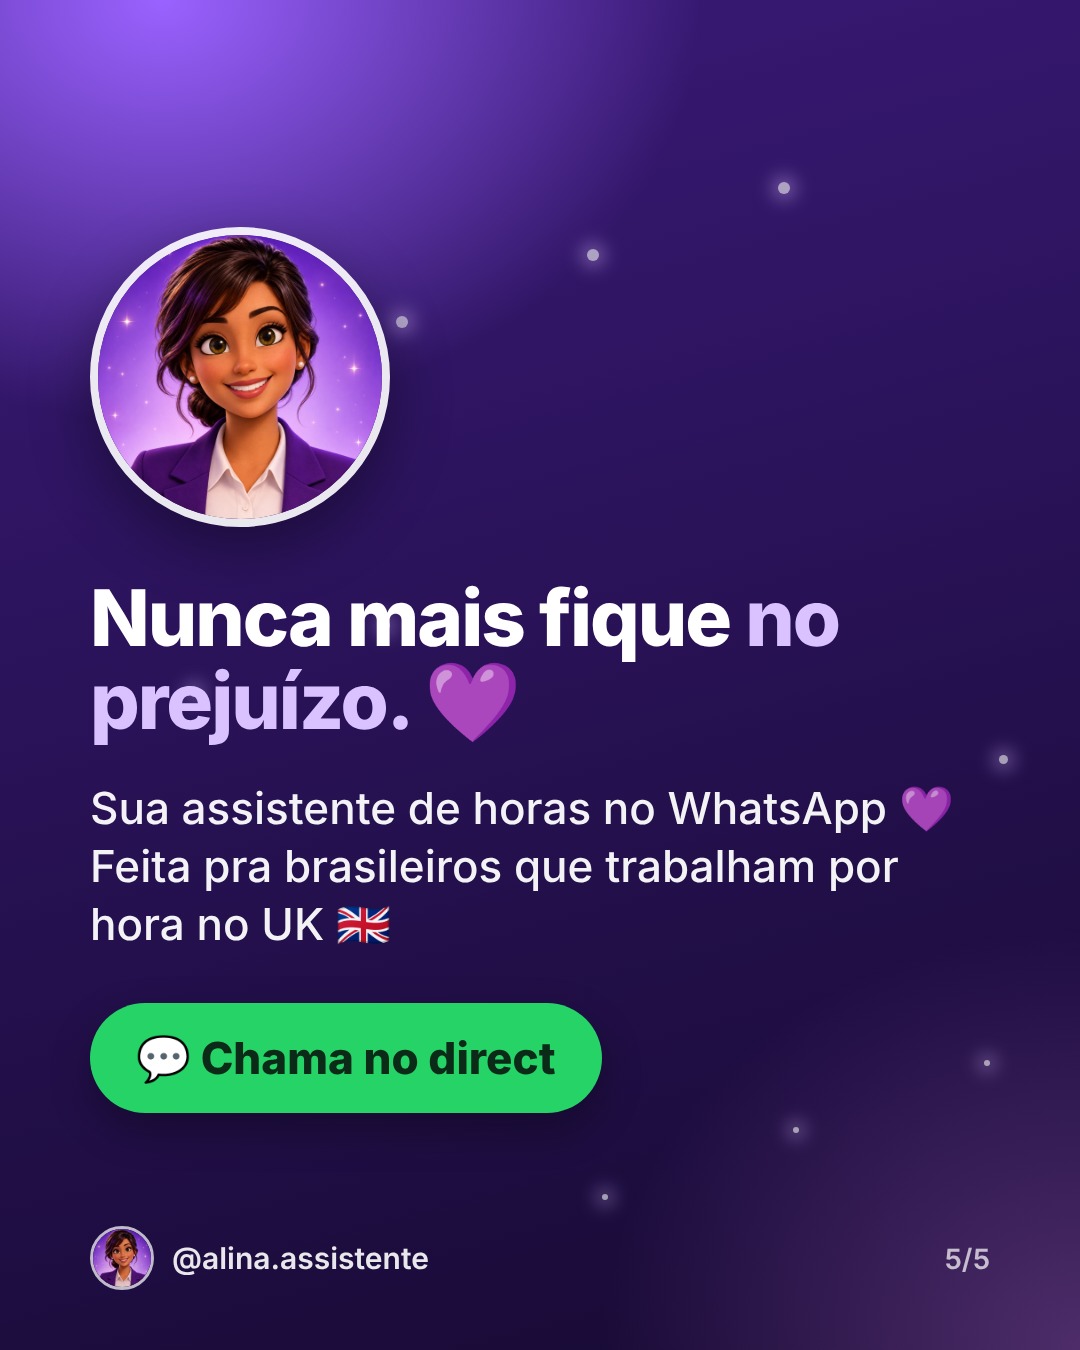 Nunca mais fique no
prejuízo. 💜
Sua assistente de horas no WhatsApp 💜
Feita pra brasileiros que trabalham por
hora no UK 🇬🇧
💬 Chama no direct
@alina.assistente
5/5